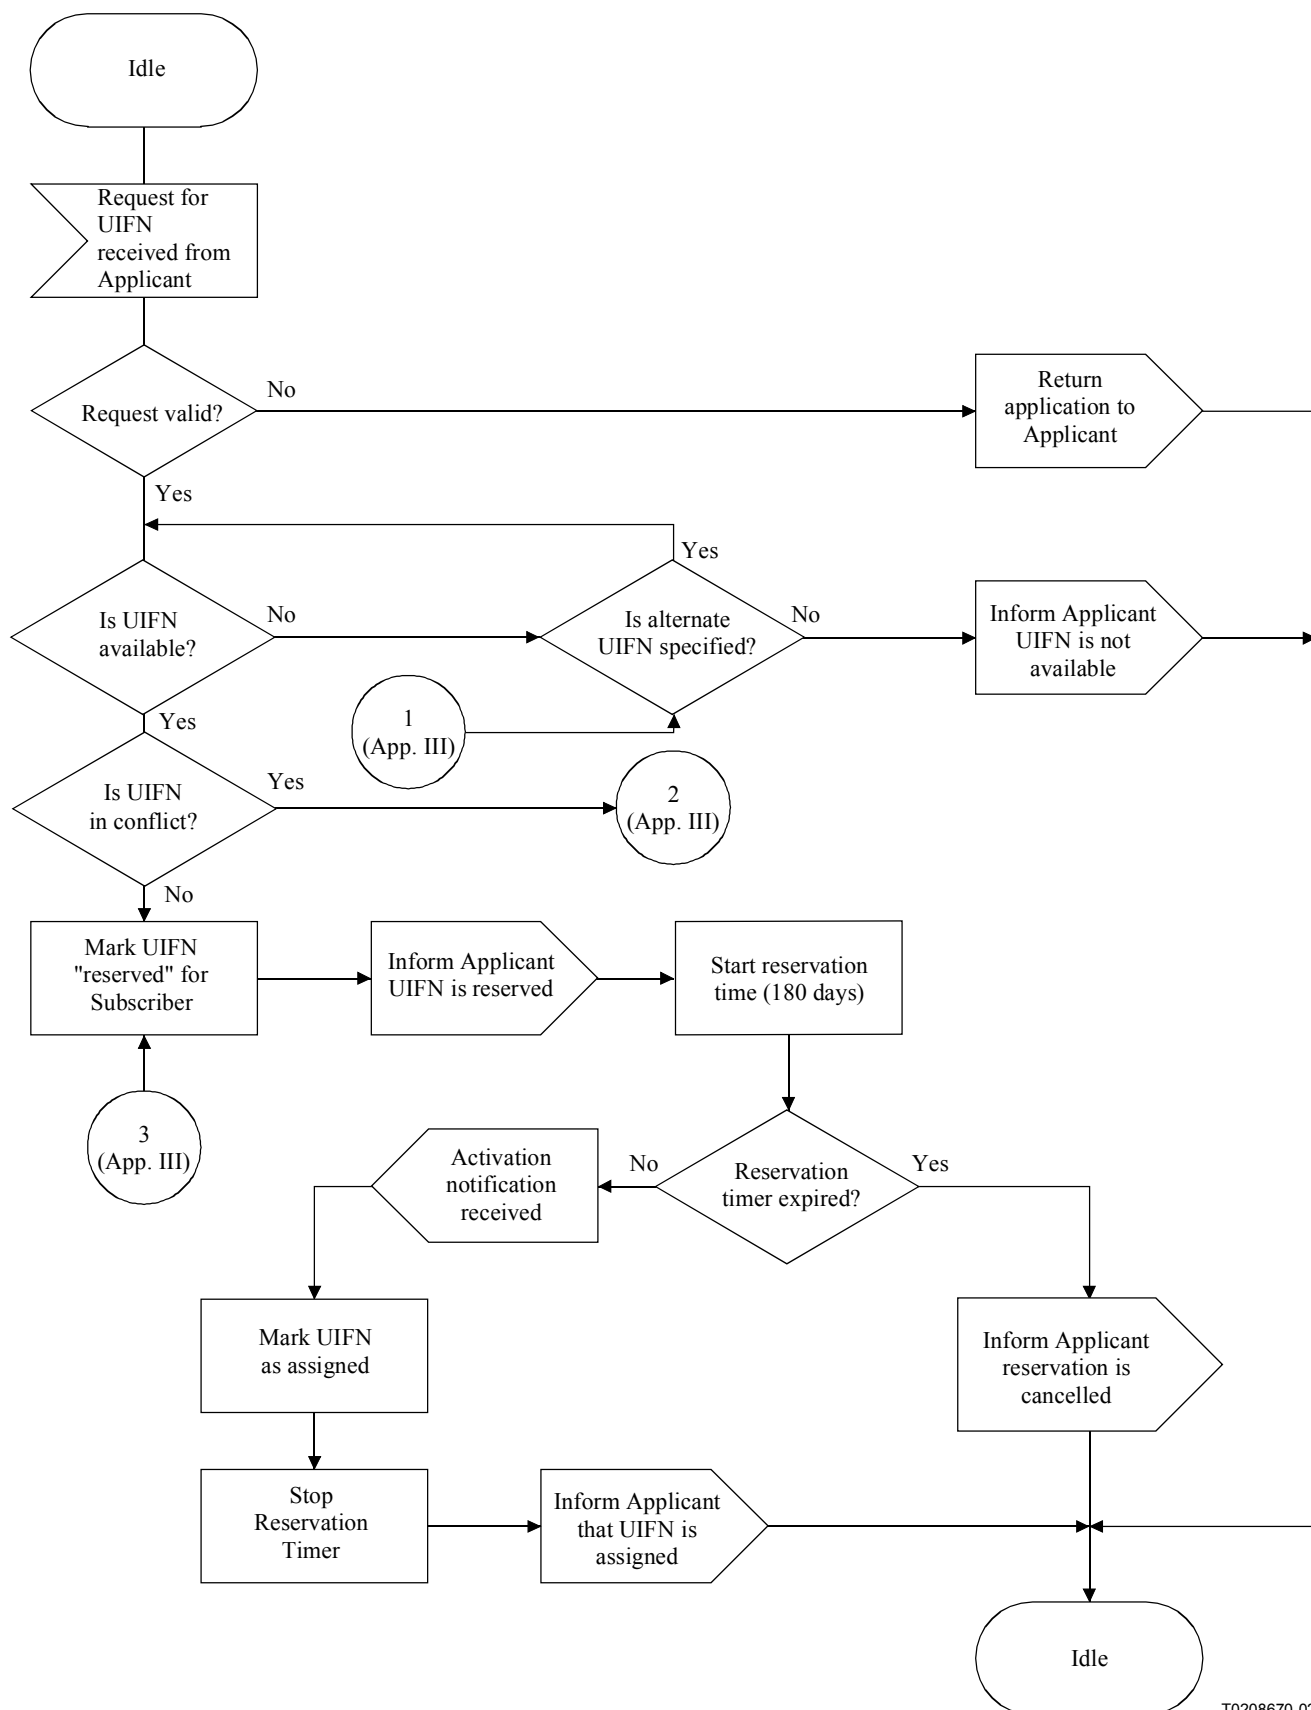 Idle
Request for
UIFN
received from
Applicant
No
Request valid?
Return
application to
Applicant
Yes
Yes
Is UIFN
available?
No
Is alternate
UIFN specified?
No
Inform Applicant
UIFN is not
available
Yes
1
(App. III)
Is UIFN
in conflict?
Yes
2
(App. III)
No
Mark UIFN
"reserved" for
Subscriber
Inform Applicant
UIFN is reserved
Start reservation
time (180 days)
3
(App. III)
Activation
notification
received
No
Reservation
timer expired?
Yes
Mark UIFN
as assigned
Inform Applicant
reservation is
cancelled
Stop
Reservation
Timer
Inform Applicant
that UIFN is
assigned
Idle